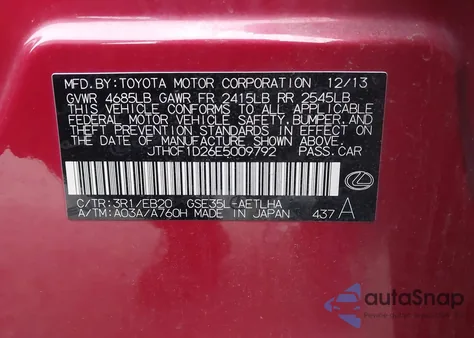 MFD. BY: TOYOTA MOTOR CORPORATION 12/13
GVWR 4685LB GAWR FR 2415LB RR 2545LB
THIS VEHICLE CONFORMS TO ALL APPLICABLE
FEDERAL MOTOR VEHICLE SAFETY, BUMPER, AND
THEFT PREVENTION STANDARDS IN EFFECT ON
THE DATE OF MANUFACTURE SHOWN ABOVE.
JTHCF1D26E5009792 PASS.CAR
C/TR: 3R1/EB20 GSE35L-AETLHA
A/TM: A03A/A760H MADE IN JAPAN 437 A
autoSnap